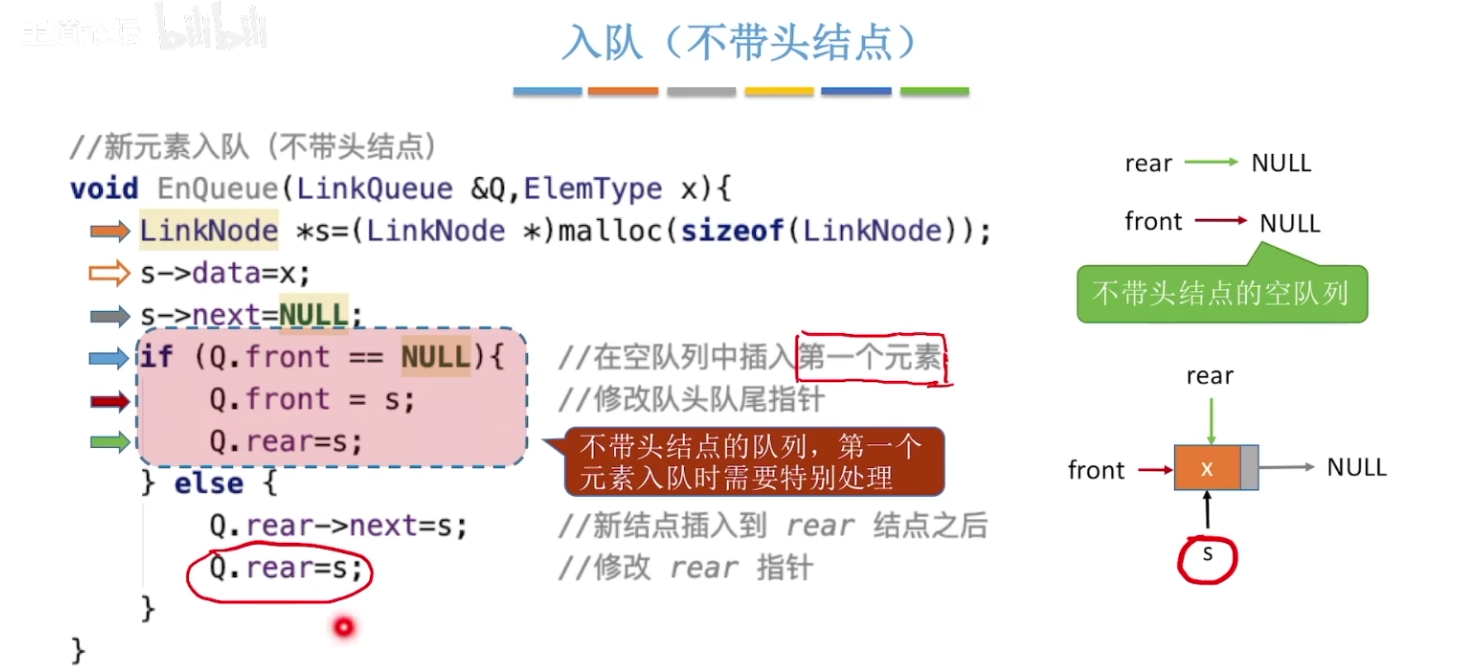 王道论坛 bilibili
入队（不带头结点）
//新元素入队（不带头结点）
void EnQueue(LinkQueue &Q,ElemType x){
LinkNode *s=(LinkNode *)malloc(sizeof(LinkNode));
s->data=x;
s->next=NULL;
if (Q.front == NULL){ //在空队列中插入第一个元素
Q.front = s; //修改队头队尾指针
Q.rear=s;
不带头结点的队列，第一个
元素入队时需要特别处理
} else {
Q.rear->next=s; //新结点插入到 rear 结点之后
Q.rear=s; //修改 rear 指针
}
}
rear NULL
front NULL
不带头结点的空队列
rear
front x NULL
s